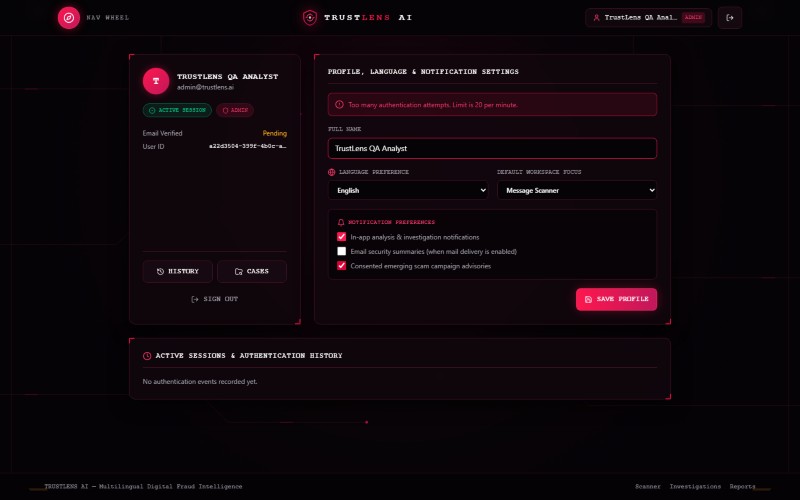 NAV WHEEL
TRUSTLENS AI
TrustLens QA Anal… ADMIN
T
TRUSTLENS QA ANALYST
admin@trustlens.ai
ACTIVE SESSION
ADMIN
Email Verified Pending
User ID a22d3504-399f-4b0c-a…
HISTORY
CASES
SIGN OUT
PROFILE, LANGUAGE & NOTIFICATION SETTINGS
Too many authentication attempts. Limit is 20 per minute.
FULL NAME
TrustLens QA Analyst
LANGUAGE PREFERENCE
English
DEFAULT WORKSPACE FOCUS
Message Scanner
NOTIFICATION PREFERENCES
In-app analysis & investigation notifications
Email security summaries (when mail delivery is enabled)
Consented emerging scam campaign advisories
SAVE PROFILE
ACTIVE SESSIONS & AUTHENTICATION HISTORY
No authentication events recorded yet.
TRUSTLENS AI — Multilingual Digital Fraud Intelligence
Scanner Investigations Reports